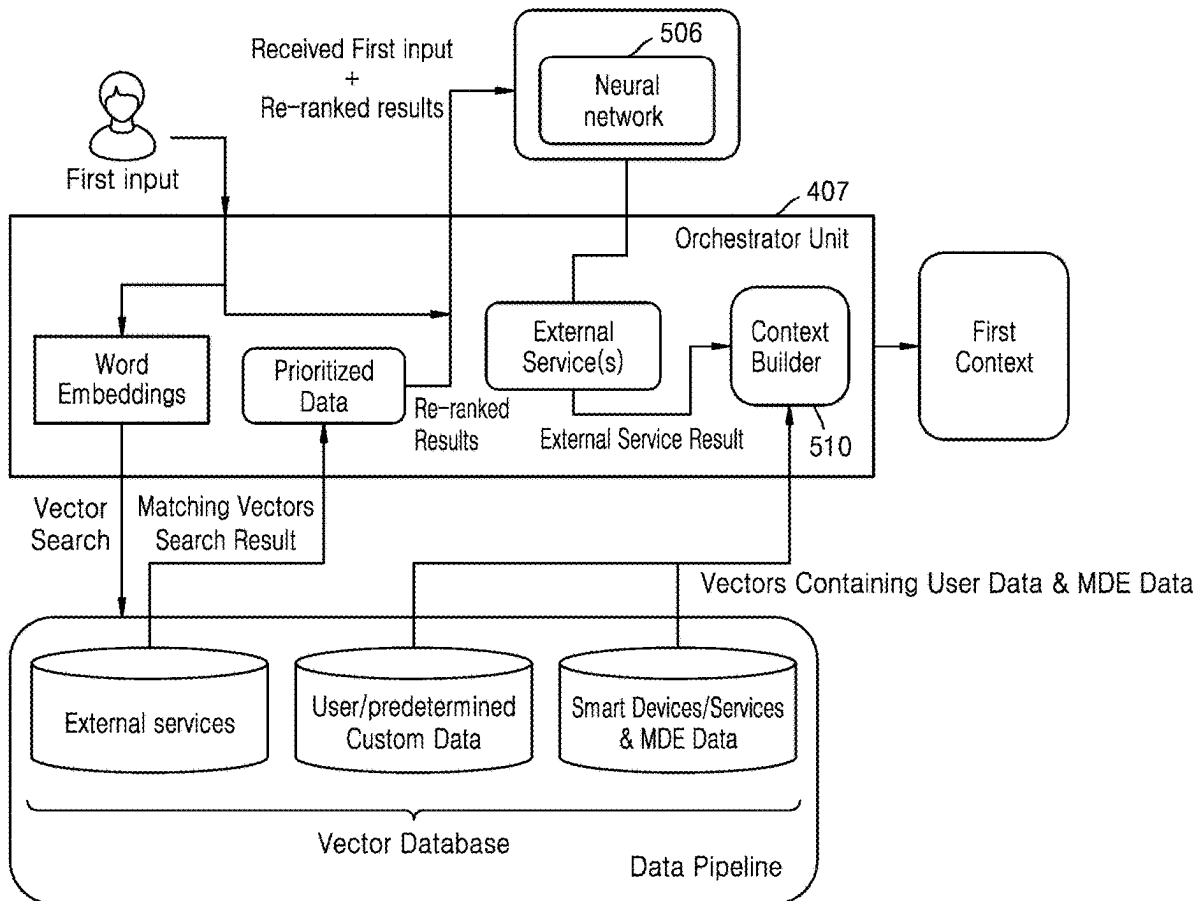 Received First input
+
Re-ranked results
506
Neural
network
First input
407
Orchestrator Unit
Word
Embeddings
Prioritized
Data
Re-ranked
Results
External
Service(s)
External Service Result
Context
Builder
510
First
Context
Vector
Search
Matching Vectors
Search Result
Vectors Containing User Data & MDE Data
External services
User/predetermined
Custom Data
Smart Devices/Services
& MDE Data
Vector Database
Data Pipeline